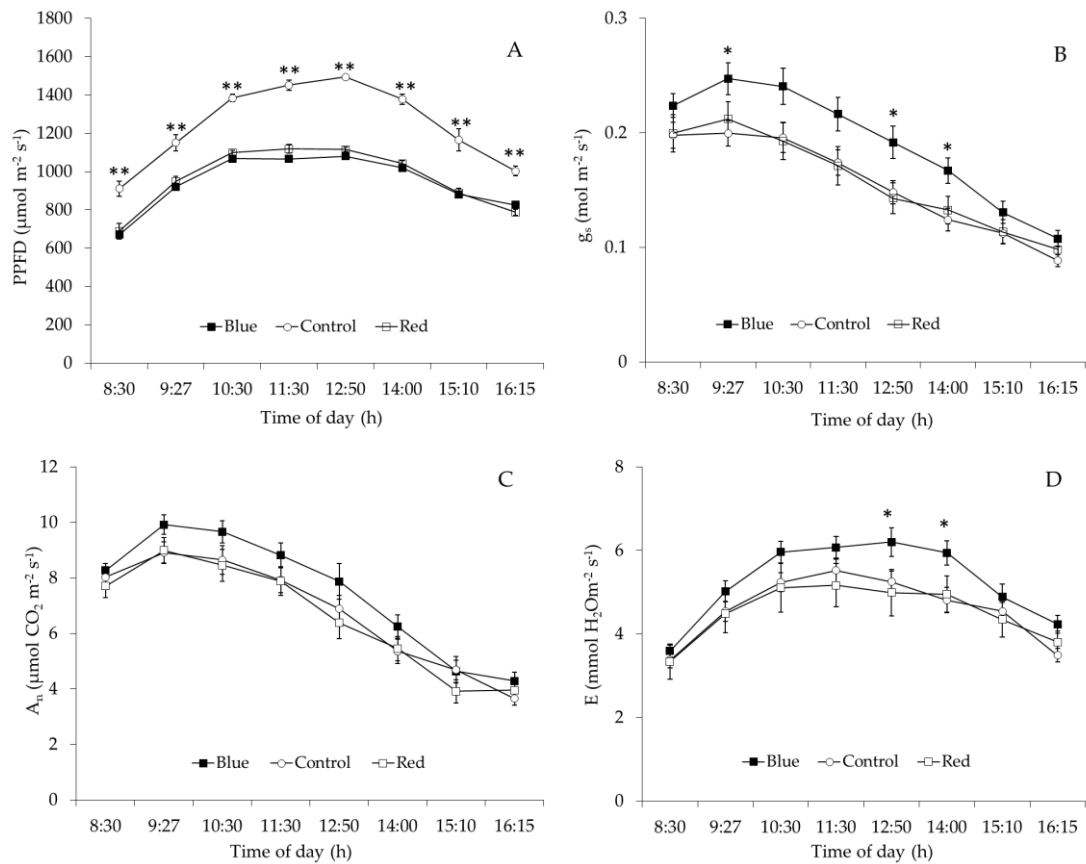 A
PPFD (µmol m⁻² s⁻¹)
1800
1600
1400
1200
1000
800
600
400
200
0
** ** ** ** ** ** ** **
Blue Control Red
8:30 9:27 10:30 11:30 12:50 14:00 15:10 16:15
Time of day (h)
B
gₛ (mol m⁻² s⁻¹)
0.3
0.2
0.1
0
* * *
Blue Control Red
8:30 9:27 10:30 11:30 12:50 14:00 15:10 16:15
Time of day (h)
C
Aₙ (µmol CO₂ m⁻² s⁻¹)
12
10
8
6
4
2
0
Blue Control Red
8:30 9:27 10:30 11:30 12:50 14:00 15:10 16:15
Time of day (h)
D
E (mmol H₂Om⁻² s⁻¹)
8
6
4
2
0
* *
Blue Control Red
8:30 9:27 10:30 11:30 12:50 14:00 15:10 16:15
Time of day (h)